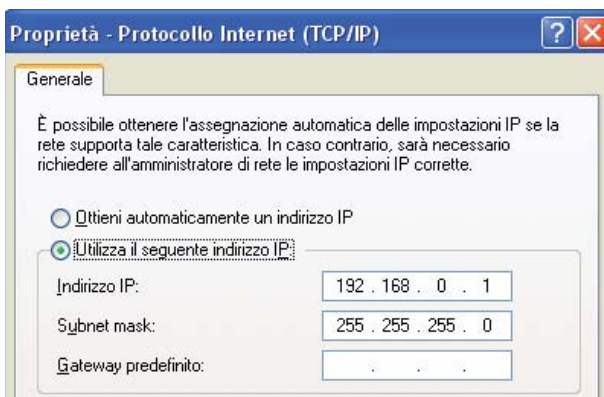 Proprietà - Protocollo Internet (TCP/IP)
Generale
È possibile ottenere l'assegnazione automatica delle impostazioni IP se la
rete supporta tale caratteristica. In caso contrario, sarà necessario
richiedere all'amministratore di rete le impostazioni IP corrette.
Ottieni automaticamente un indirizzo IP
Utilizza il seguente indirizzo IP:
Indirizzo IP: 192 . 168 . 0 . 1
Subnet mask: 255 . 255 . 255 . 0
Gateway predefinito: . . .